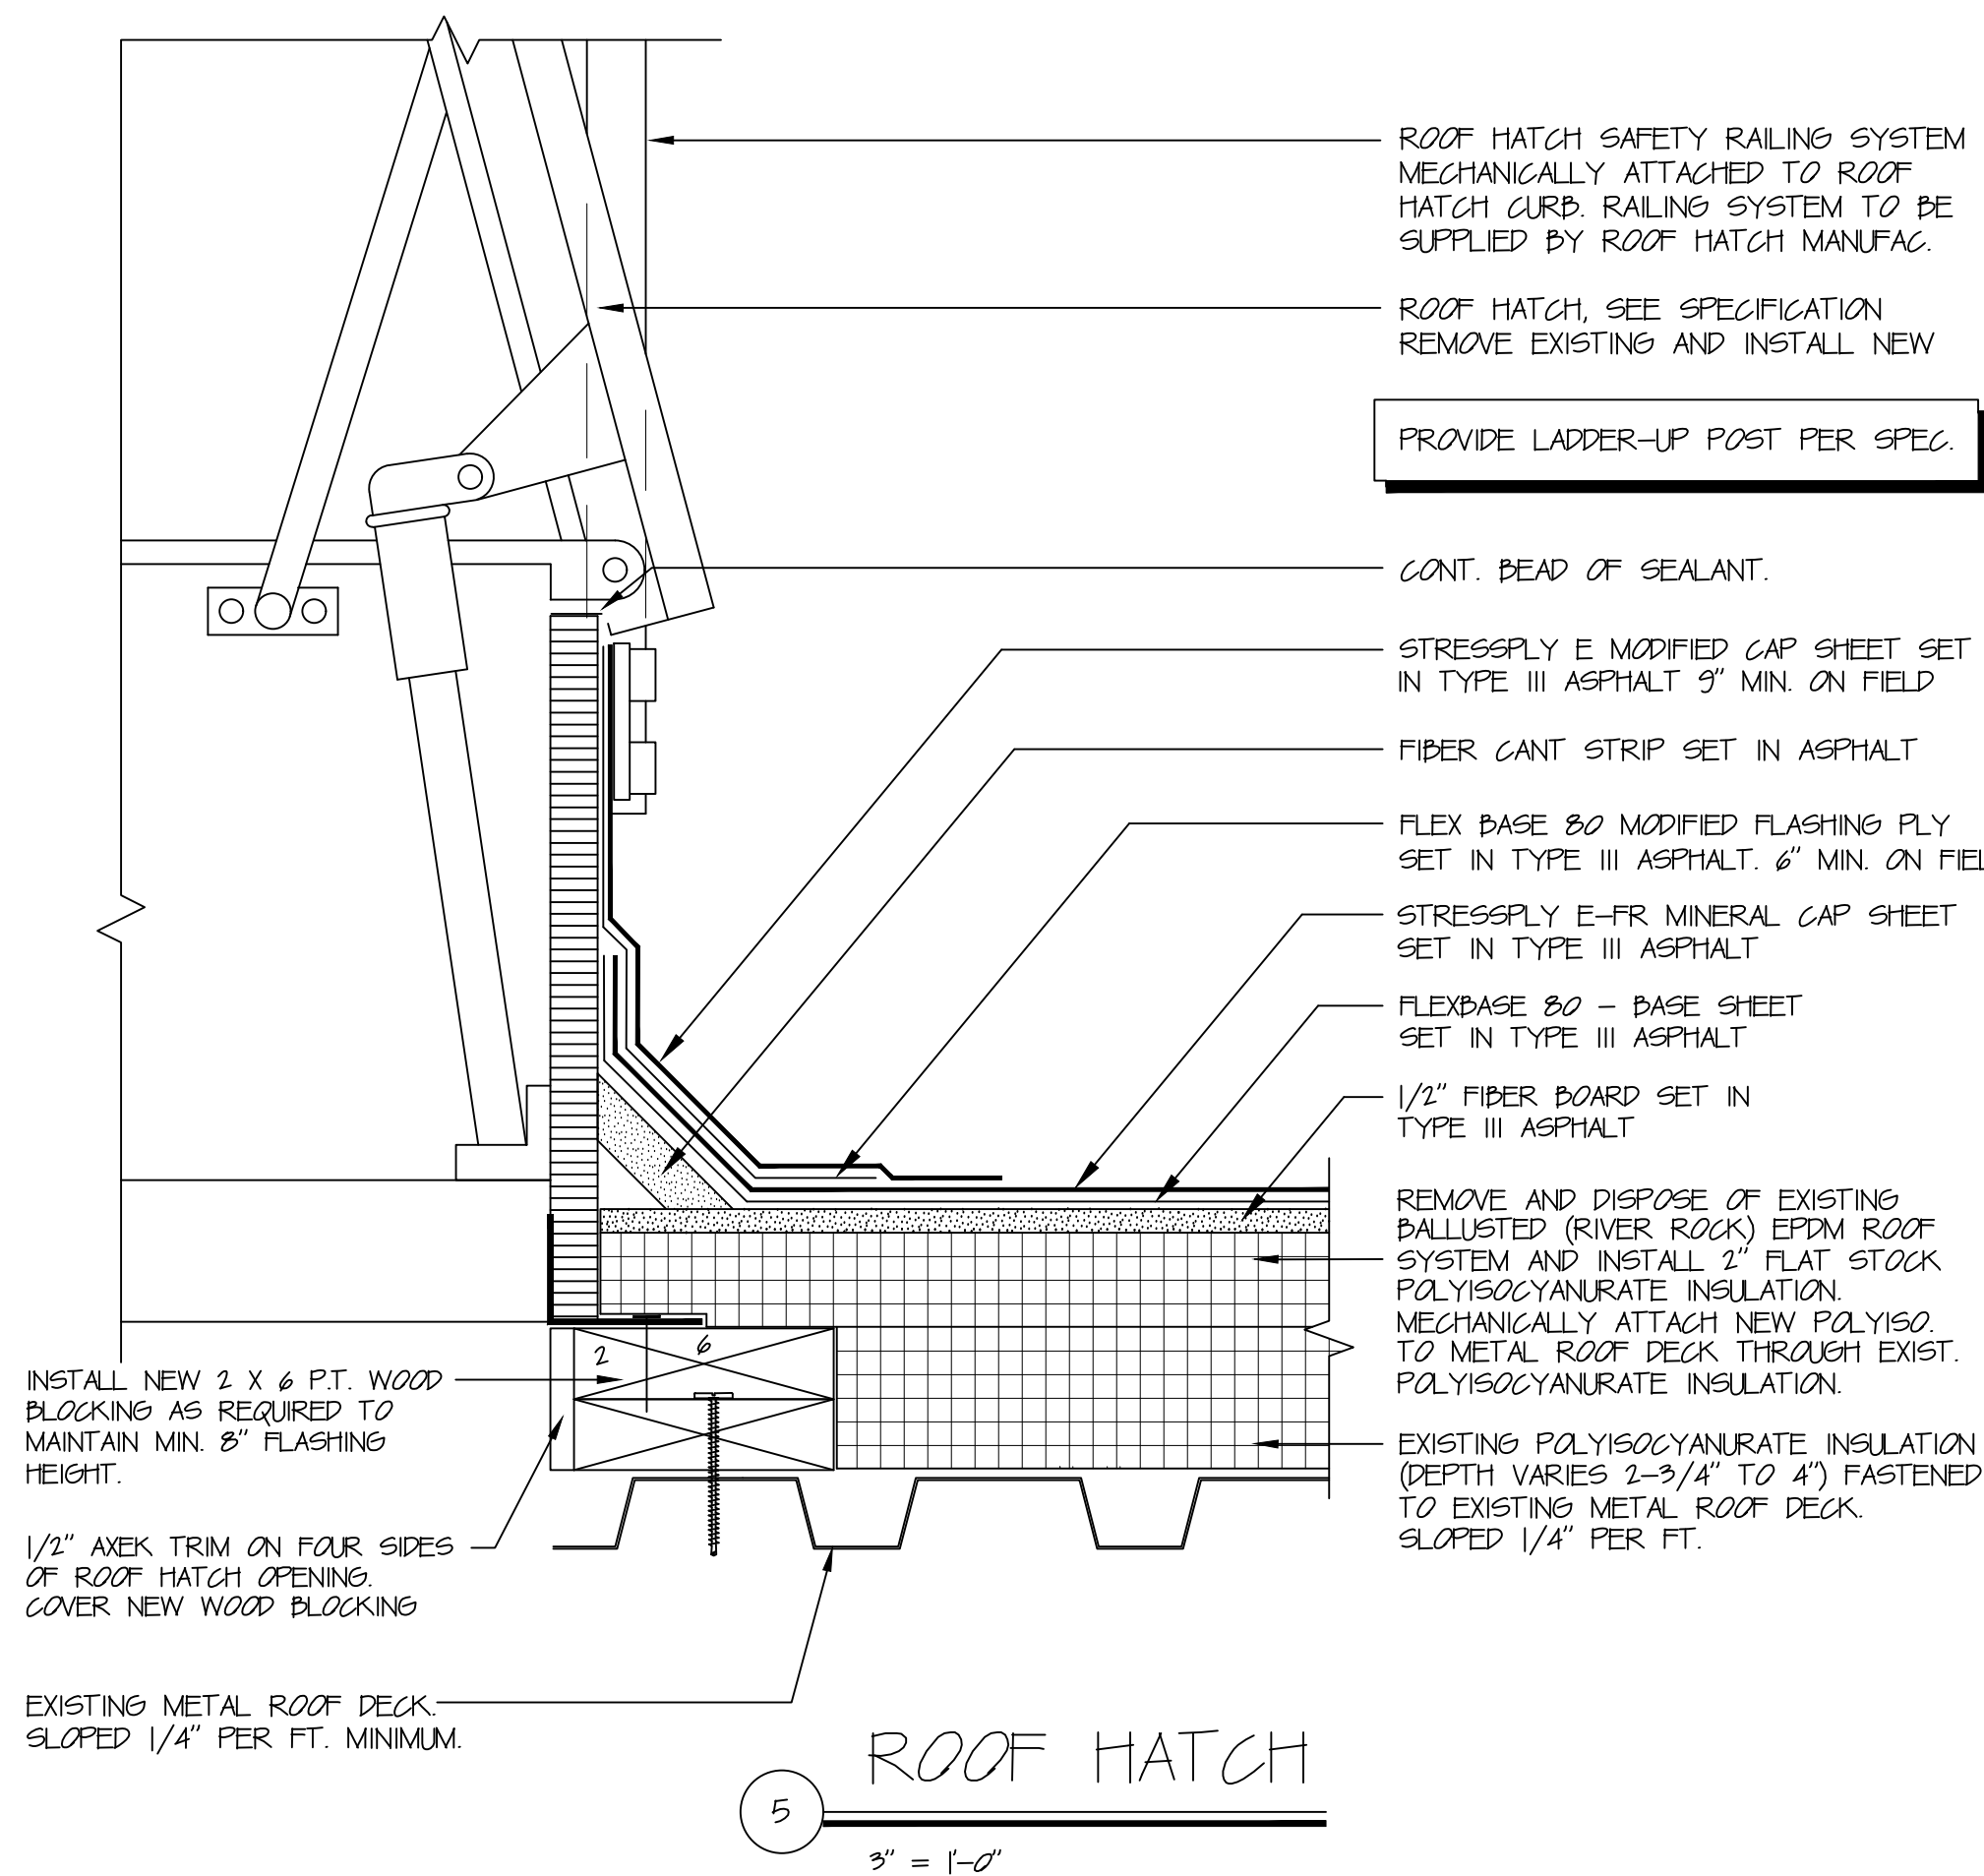 ROOF HATCH SAFETY RAILING SYSTEM
MECHANICALLY ATTACHED TO ROOF
HATCH CURB. RAILING SYSTEM TO BE
SUPPLIED BY ROOF HATCH MANUFAC.
ROOF HATCH, SEE SPECIFICATION
REMOVE EXISTING AND INSTALL NEW
PROVIDE LADDER-UP POST PER SPEC.
CONT. BEAD OF SEALANT.
STRESSPLY E MODIFIED CAP SHEET SET
IN TYPE III ASPHALT 9" MIN. ON FIELD
FIBER CANT STRIP SET IN ASPHALT
FLEX BASE 80 MODIFIED FLASHING PLY
SET IN TYPE III ASPHALT. 6" MIN. ON FIEL
STRESSPLY E-FR MINERAL CAP SHEET
SET IN TYPE III ASPHALT
FLEXBASE 80 - BASE SHEET
SET IN TYPE III ASPHALT
1/2" FIBER BOARD SET IN
TYPE III ASPHALT
REMOVE AND DISPOSE OF EXISTING
BALLUSTED (RIVER ROCK) EPDM ROOF
SYSTEM AND INSTALL 2" FLAT STOCK
POLYISOCYANURATE INSULATION.
MECHANICALLY ATTACH NEW POLYISO.
TO METAL ROOF DECK THROUGH EXIST.
POLYISOCYANURATE INSULATION.
EXISTING POLYISOCYANURATE INSULATION
(DEPTH VARIES 2-3/4" TO 4") FASTENED
TO EXISTING METAL ROOF DECK.
SLOPED 1/4" PER FT.
2 6
INSTALL NEW 2 X 6 P.T. WOOD
BLOCKING AS REQUIRED TO
MAINTAIN MIN. 8" FLASHING
HEIGHT.
1/2" AXEK TRIM ON FOUR SIDES
OF ROOF HATCH OPENING.
COVER NEW WOOD BLOCKING
EXISTING METAL ROOF DECK.
SLOPED 1/4" PER FT. MINIMUM.
ROOF HATCH
5
3" = 1'-0"